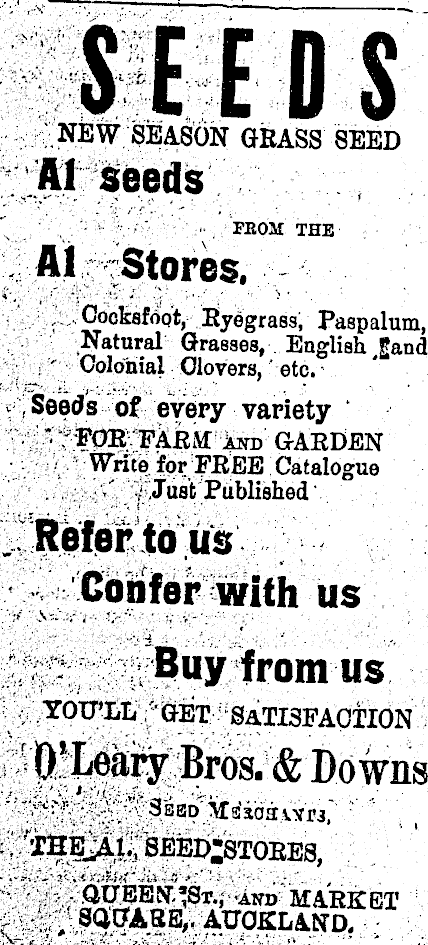 SEEDS
NEW SEASON GRASS SEED
A1 seeds
FROM THE
A1 Stores.
Cocksfoot, Ryegrass, Paspalum,
Natural Grasses, English and
Colonial Clovers, etc.
Seeds of every variety
FOR FARM AND GARDEN
Write for FREE Catalogue
Just Published
Refer to us
Confer with us
Buy from us
YOU'LL GET SATISFACTION
O'Leary Bros. & Downs
SEED MERCHANTS,
THE A1. SEED STORES,
QUEEN ST., AND MARKET
SQUARE, AUCKLAND.